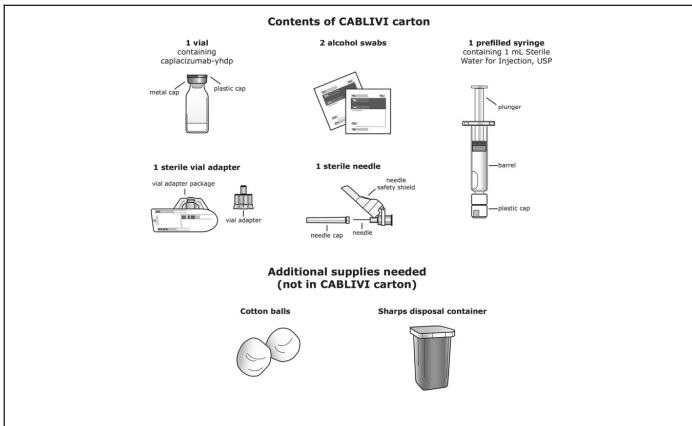 Contents of CABLIVI carton
1 vial
containing
caplacizumab-yhdp
metal cap
plastic cap
2 alcohol swabs
1 prefilled syringe
containing 1 mL Sterile
Water for Injection, USP
plunger
barrel
plastic cap
1 sterile vial adapter
vial adapter package
vial adapter
1 sterile needle
needle
safety shield
needle cap
needle
Additional supplies needed
(not in CABLIVI carton)
Cotton balls
Sharps disposal container